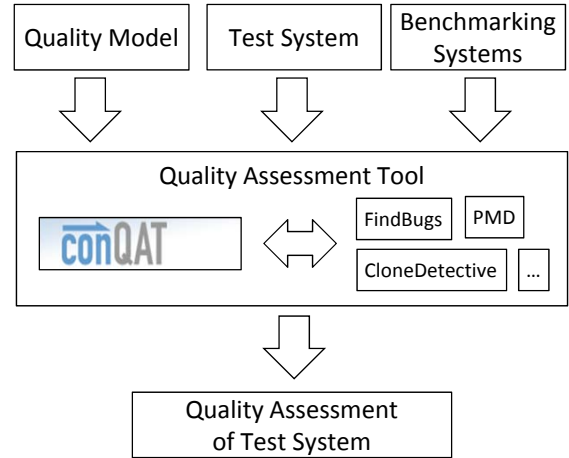 Quality Model
Test System
Benchmarking
Systems
Quality Assessment Tool
conQAT
FindBugs
PMD
CloneDetective
...
Quality Assessment
of Test System